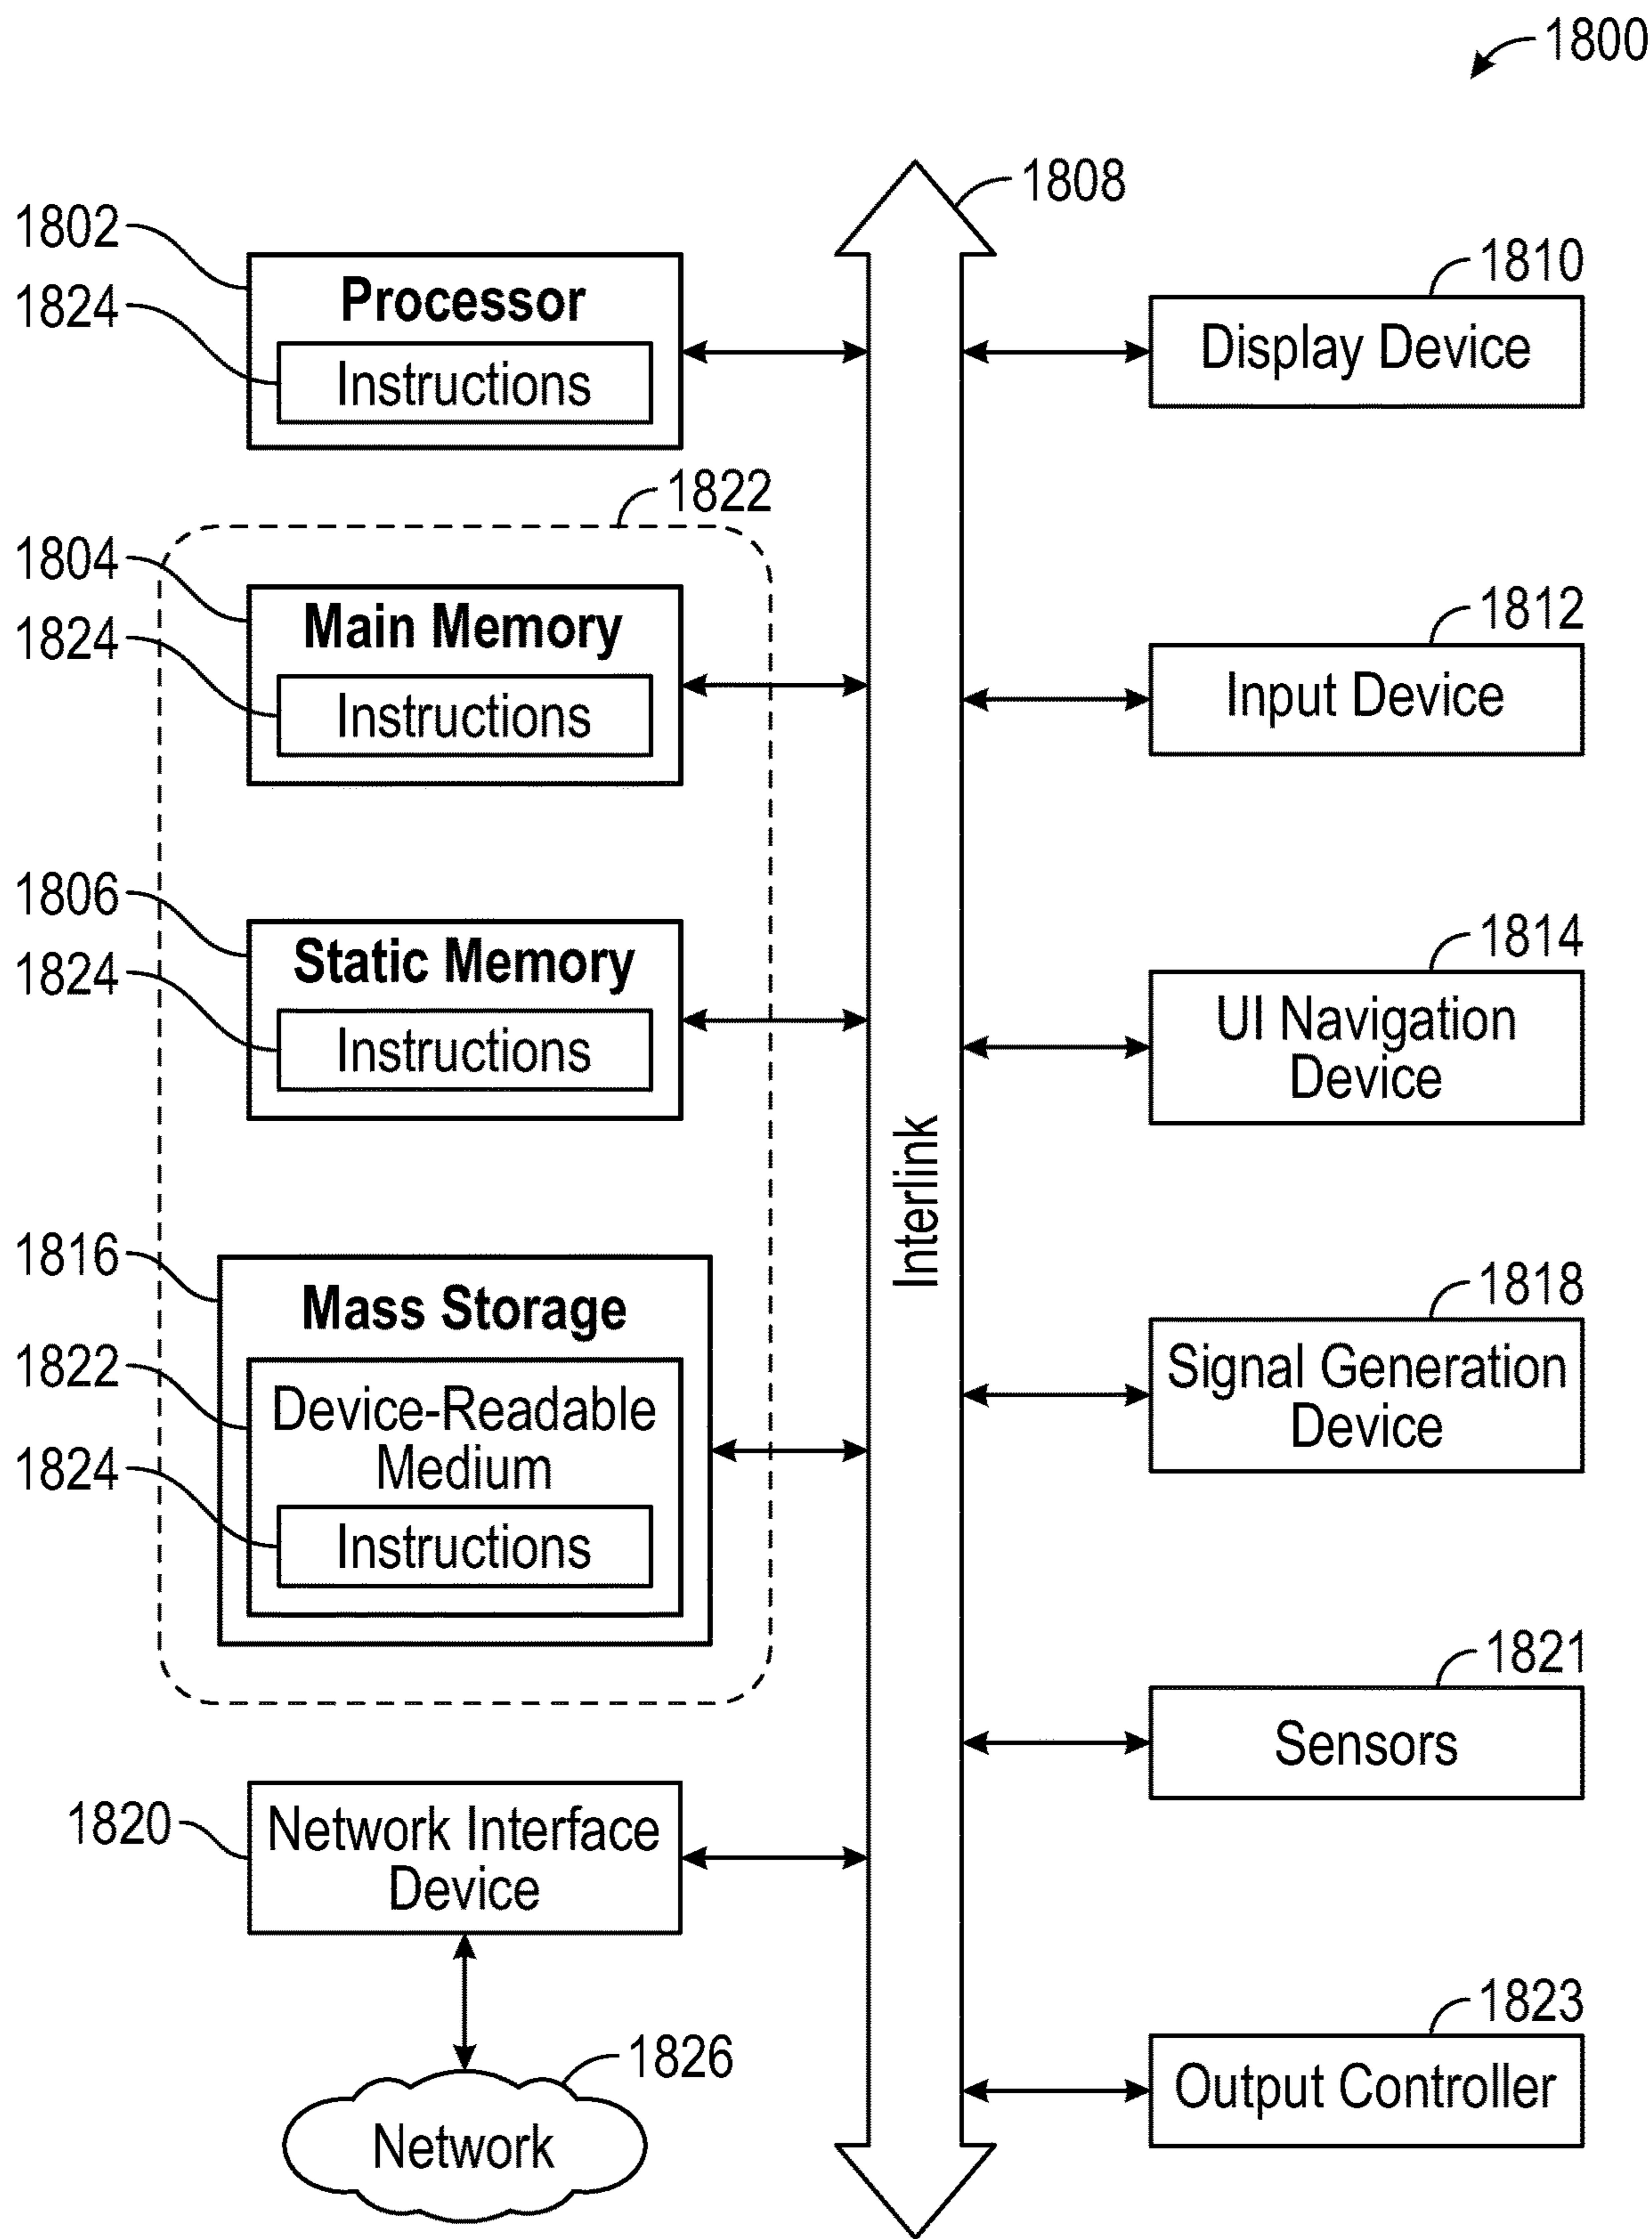 1800
1808
1802
Processor
1824
Instructions
1810
Display Device
1822
1804
Main Memory
1824
Instructions
1812
Input Device
1806
Static Memory
1824
Instructions
1814
UI Navigation
Device
Interlink
1816
Mass Storage
1822
Device-Readable
Medium
1824
Instructions
1818
Signal Generation
Device
1821
Sensors
1820
Network Interface
Device
1826
Network
1823
Output Controller